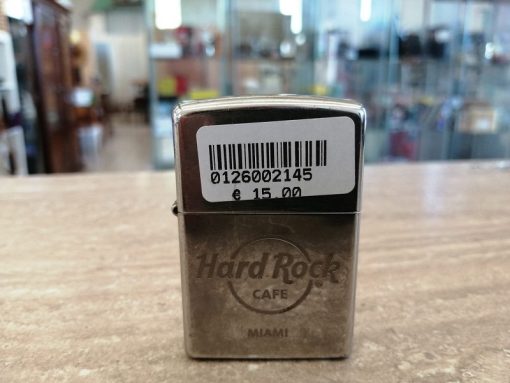 0126002145
€ 15.00
Hard Rock
CAFE
MIAMI